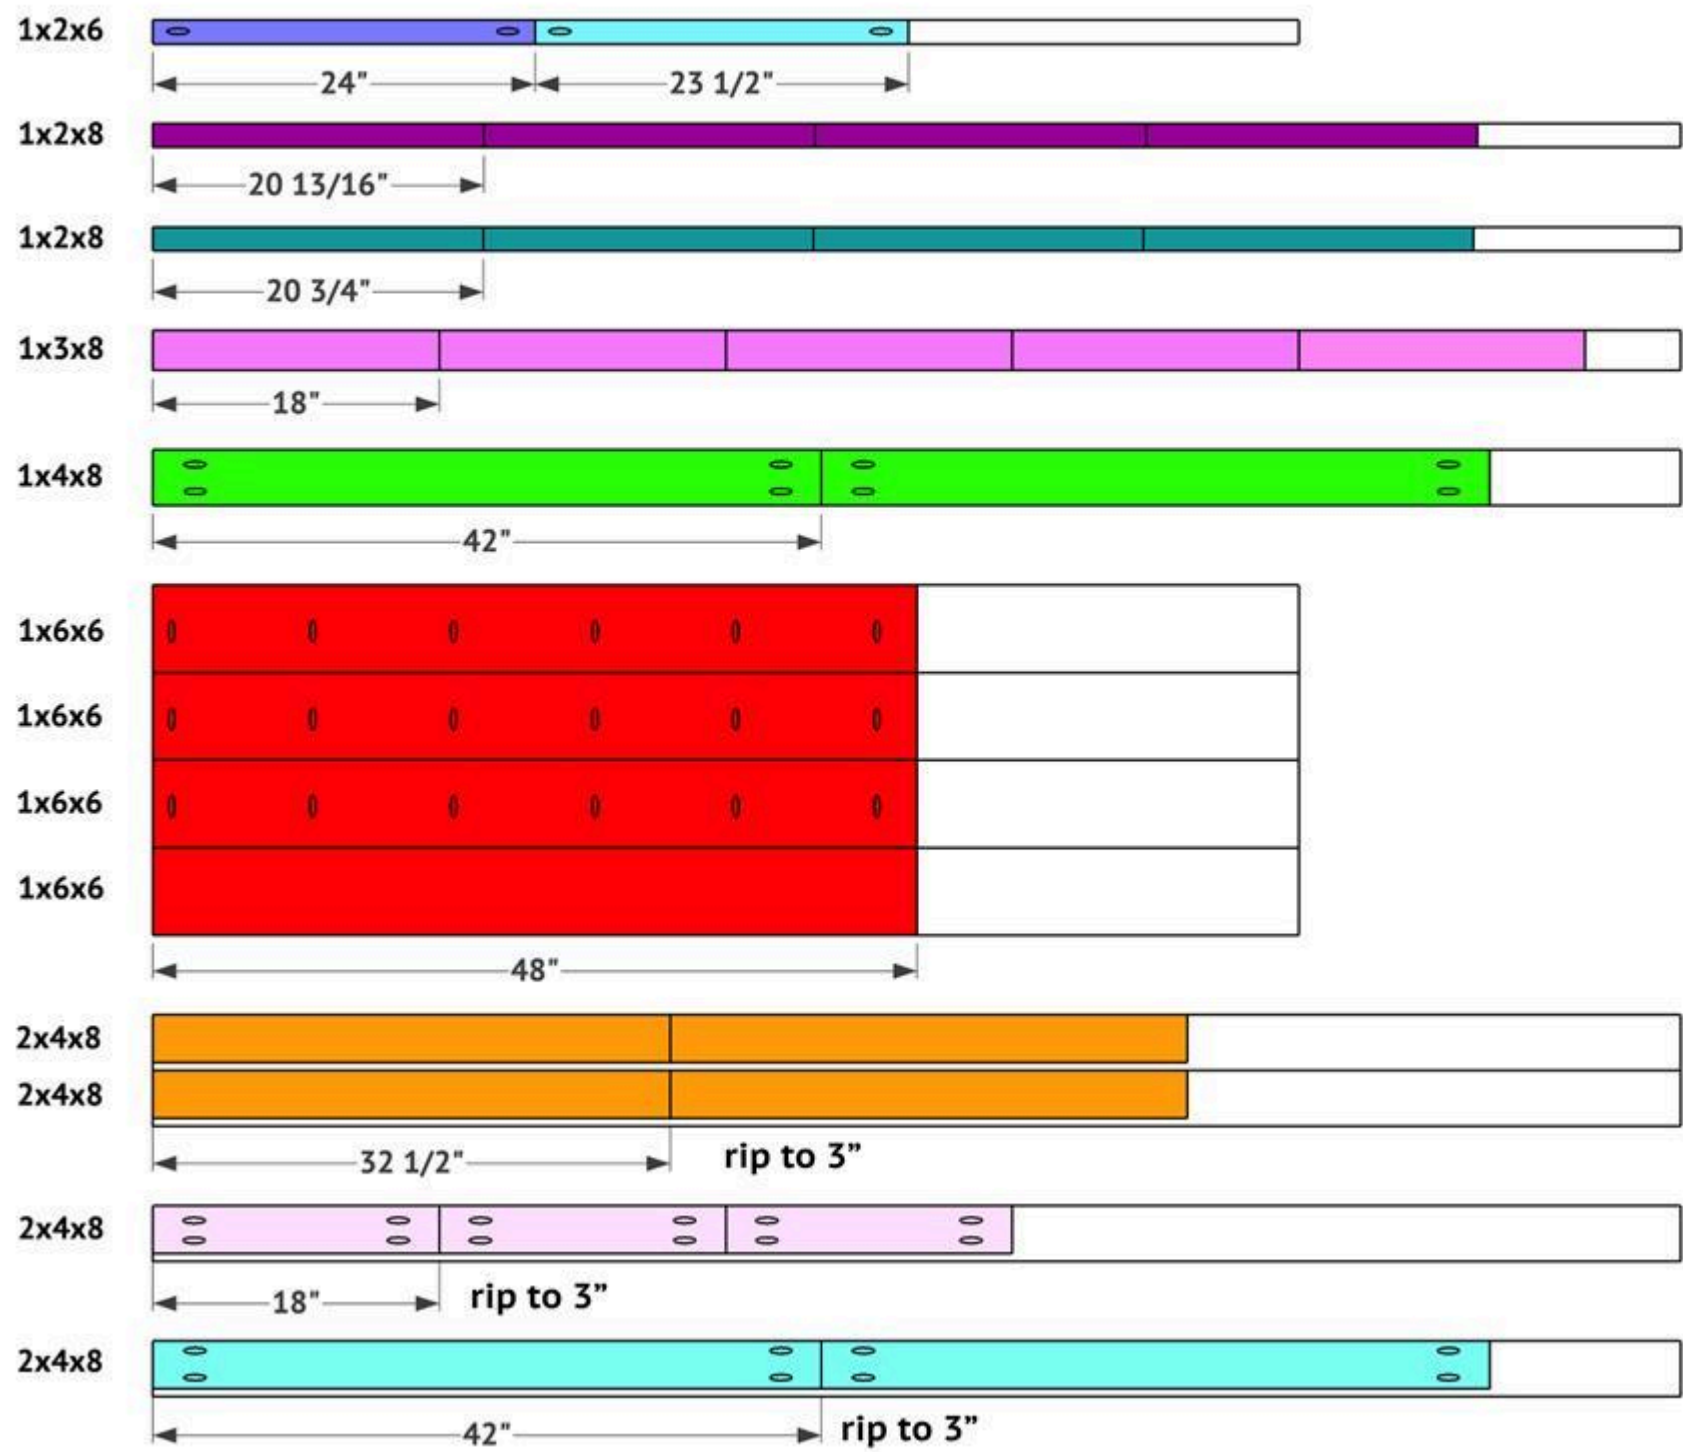 1x2x6
24"
23 1/2"
1x2x8
20 13/16"
1x2x8
20 3/4"
1x3x8
18"
1x4x8
42"
1x6x6
1x6x6
1x6x6
1x6x6
48"
2x4x8
2x4x8
32 1/2"
rip to 3”
2x4x8
18"
rip to 3”
2x4x8
42"
rip to 3”